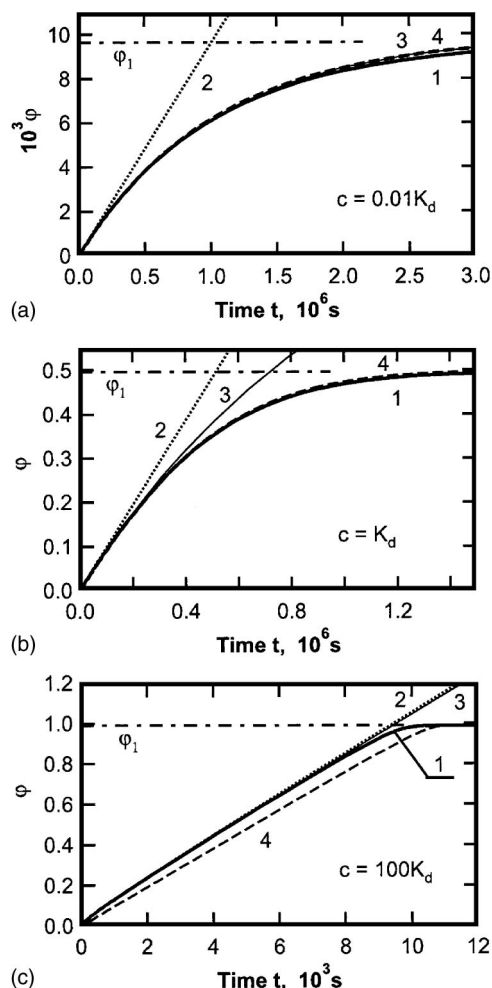 10
8
6
4
2
0
10³φ
φ₁
2
3
4
1
c = 0.01K_d
0.0 0.5 1.0 1.5 2.0 2.5 3.0
(a)
Time t, 10⁶s
0.5
0.4
0.3
0.2
0.1
0.0
φ
φ₁
2
3
4
1
c = K_d
0.0 0.4 0.8 1.2
(b)
Time t, 10⁶s
1.2
1.0
0.8
0.6
0.4
0.2
0.0
φ
φ₁
2
3
1
4
c = 100K_d
0 2 4 6 8 10 12
(c)
Time t, 10³s